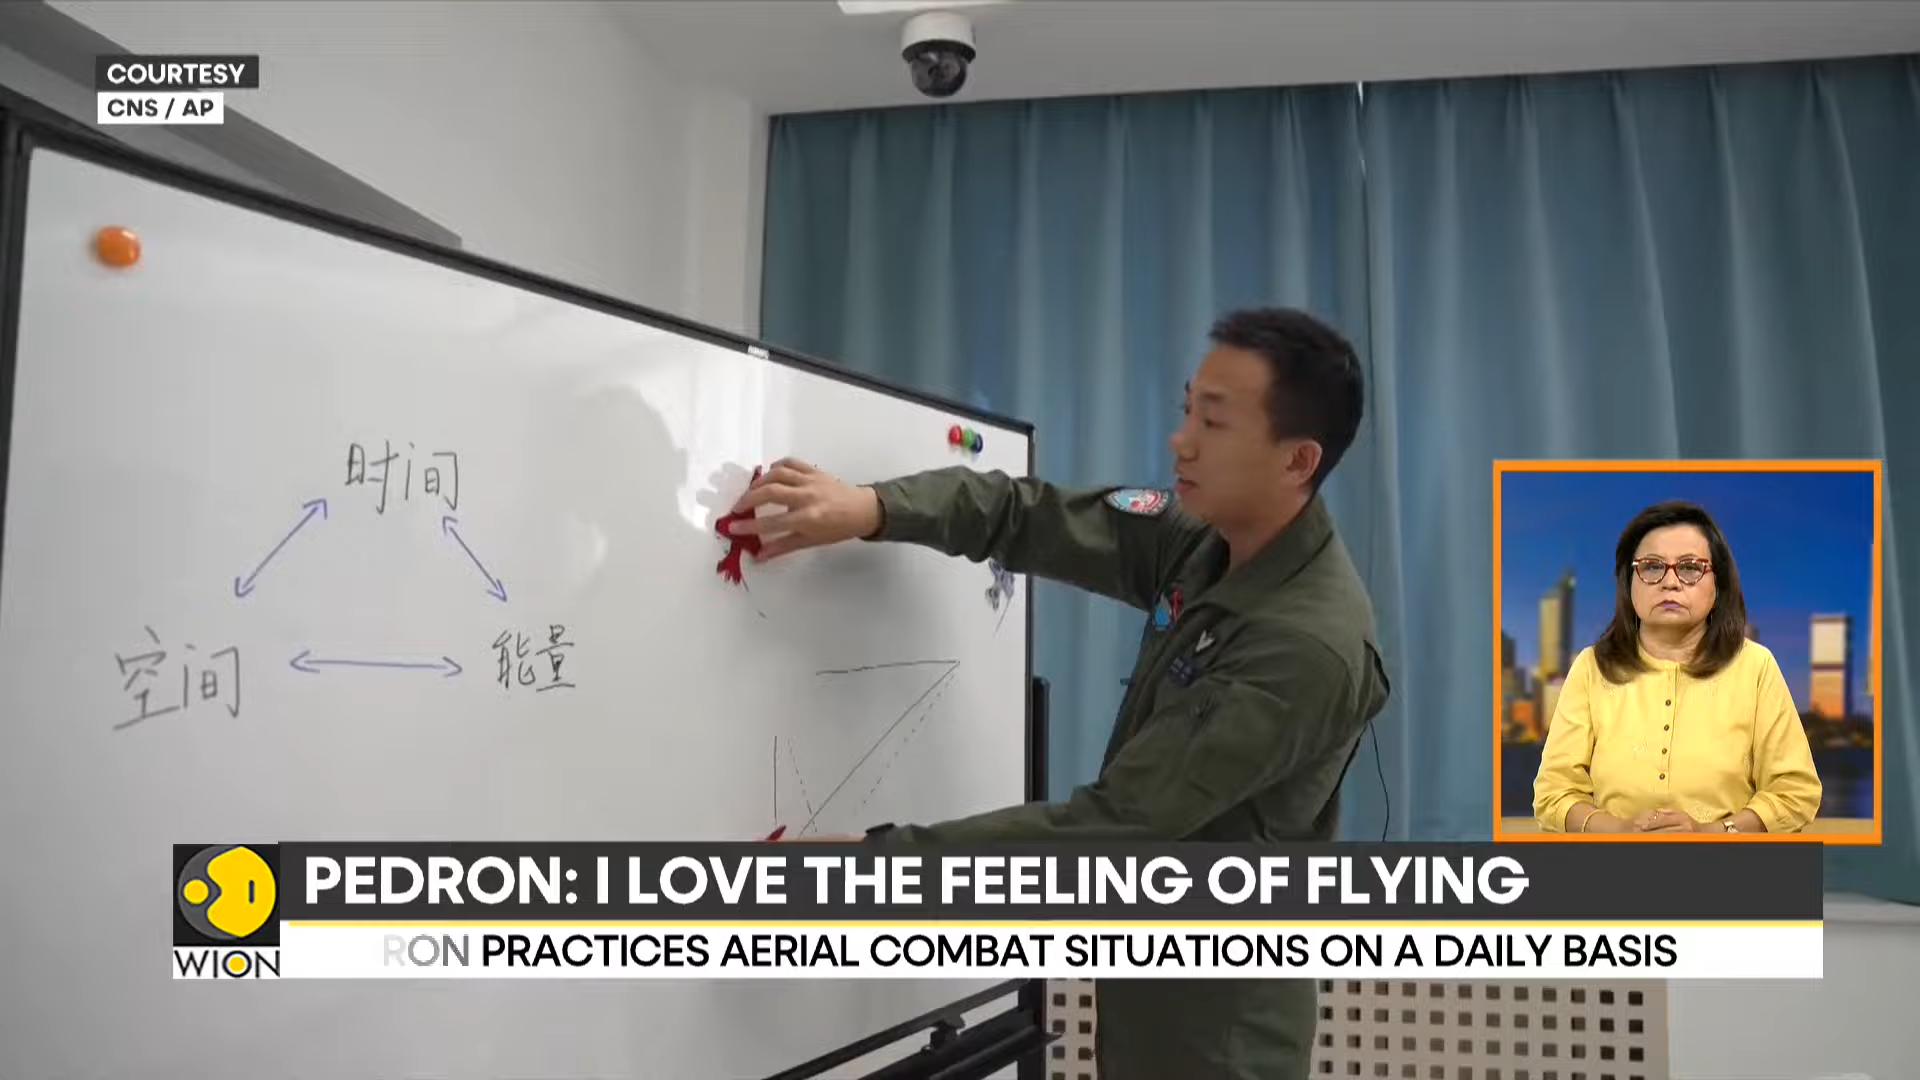 COURTESY
CNS / AP
时间
空间
能量
PEDRON: I LOVE THE FEELING OF FLYING
RON PRACTICES AERIAL COMBAT SITUATIONS ON A DAILY BASIS
WION